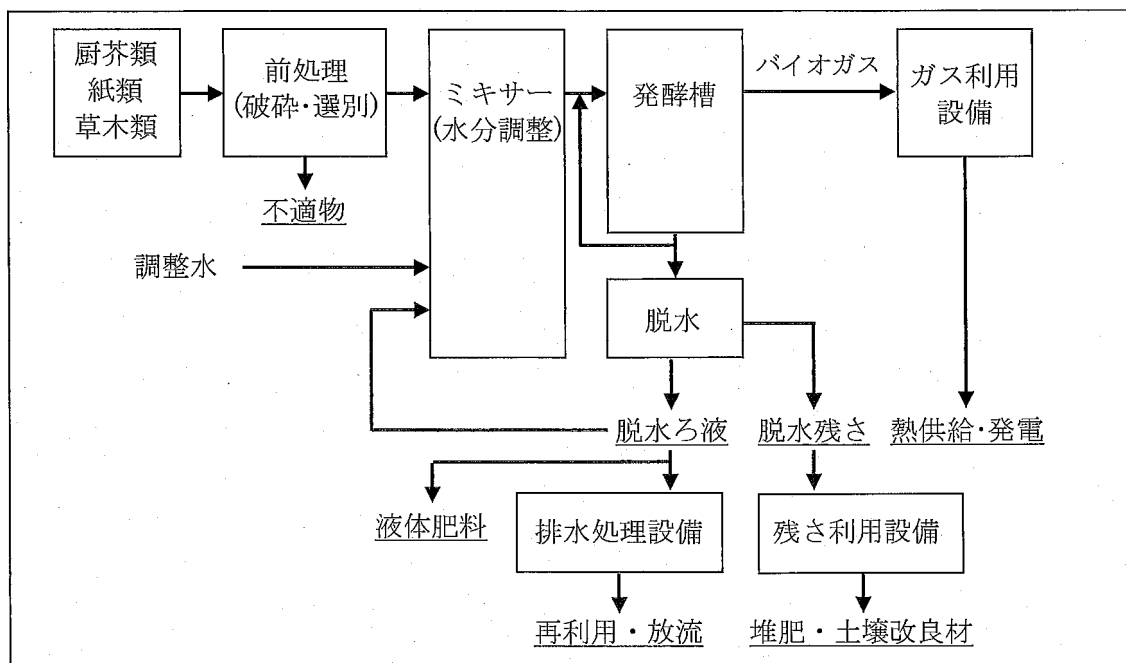 厨芥類
紙類
草木類
前処理
(破砕・選別)
ミキサー
(水分調整)
発酵槽
バイオガス
ガス利用
設備
不適物
調整水
脱水
脱水ろ液
脱水残さ
熱供給・発電
液体肥料
排水処理設備
残さ利用設備
再利用・放流
堆肥・土壌改良材